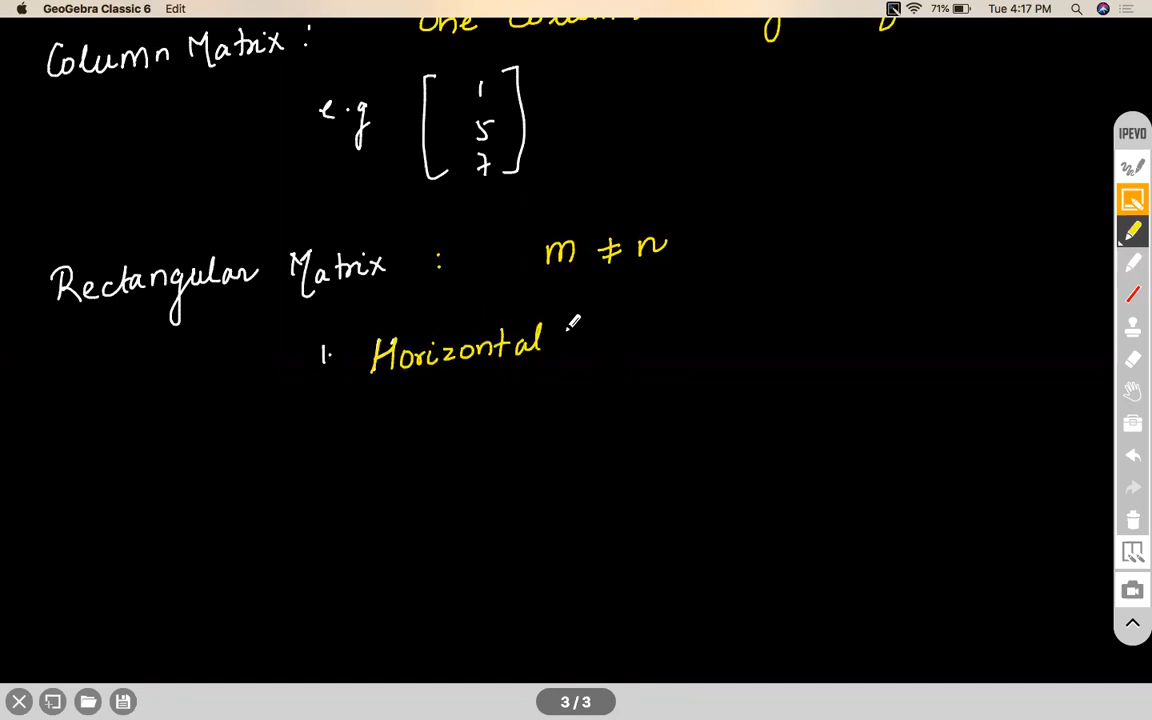 GeoGebra Classic 6 Edit 71% Tue 4:17 PM
one
Column Matrix :
e.g [ 1
5
7 ]
IPEVO
Rectangular Matrix : m ≠ n
1. Horizontal
3 / 3